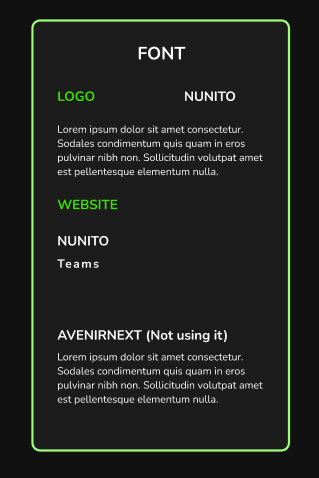 FONT
LOGO NUNITO
Lorem ipsum dolor sit amet consectetur.
Sodales condimentum quis quam in eros
pulvinar nibh non. Sollicitudin volutpat amet
est pellentesque elementum nulla.
WEBSITE
NUNITO
Teams
AVENIRNEXT (Not using it)
Lorem ipsum dolor sit amet consectetur.
Sodales condimentum quis quam in eros
pulvinar nibh non. Sollicitudin volutpat amet
est pellentesque elementum nulla.